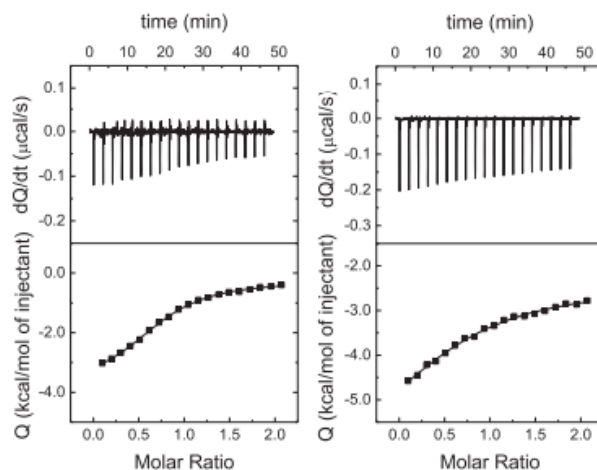 time (min)
0 10 20 30 40 50
0.1
0.0
-0.1
-0.2
dQ/dt (μcal/s)
0.0
-2.0
-4.0
Q (kcal/mol of injectant)
0.0 0.5 1.0 1.5 2.0
Molar Ratio
time (min)
0 10 20 30 40 50
0.1
0.0
-0.1
-0.2
-0.3
dQ/dt (μcal/s)
-2.0
-3.0
-4.0
-5.0
Q (kcal/mol of injectant)
0.0 0.5 1.0 1.5 2.0
Molar Ratio